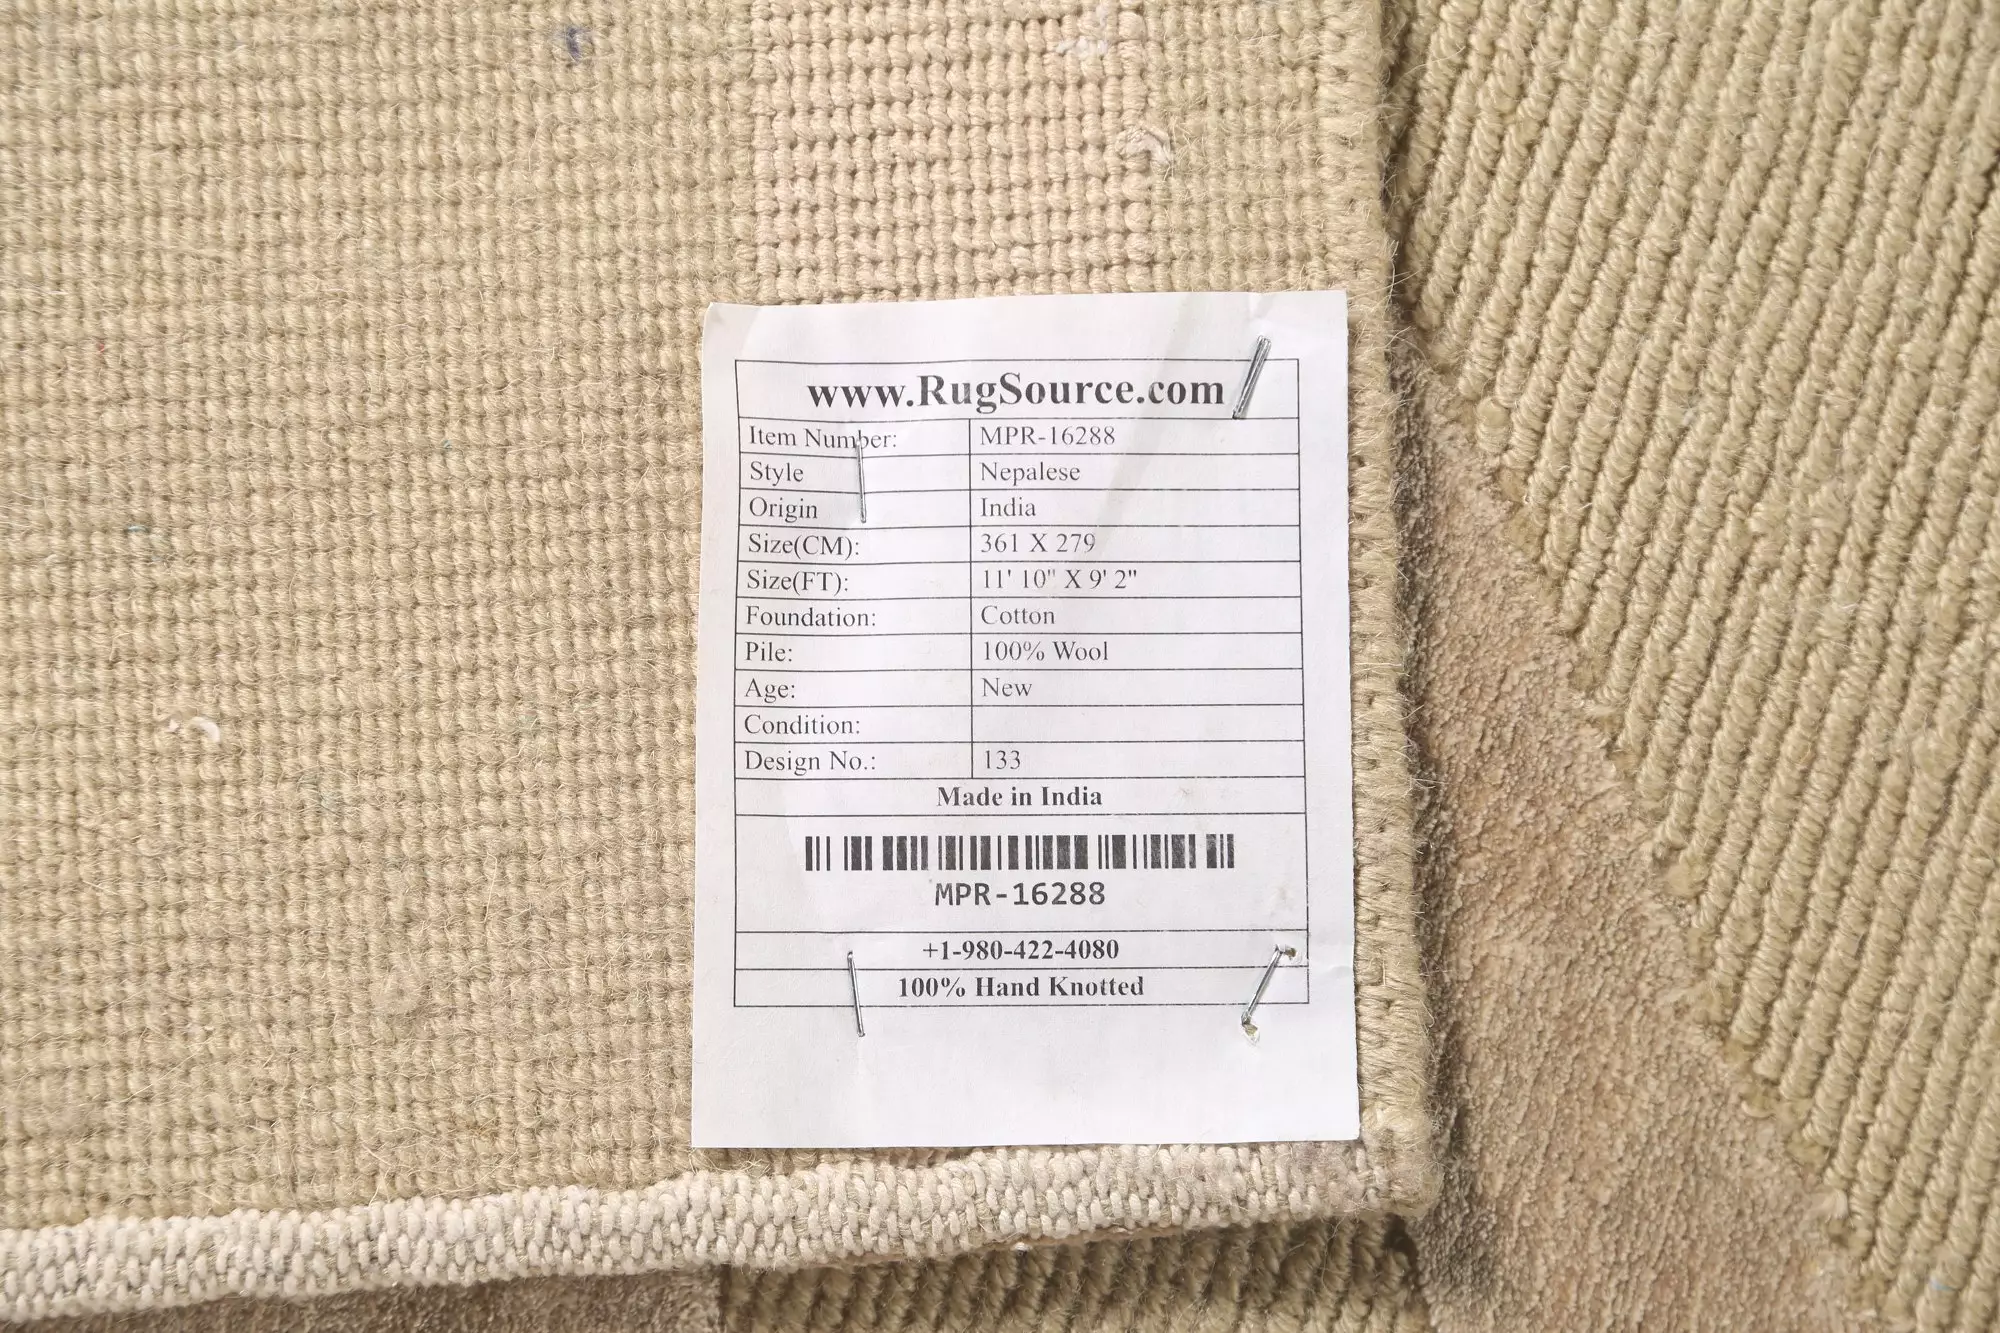 www.RugSource.com
Item Number: MPR-16288
Style Nepalese
Origin India
Size(CM): 361 X 279
Size(FT): 11' 10" X 9' 2"
Foundation: Cotton
Pile: 100% Wool
Age: New
Condition:
Design No.: 133
Made in India
MPR-16288
+1-980-422-4080
100% Hand Knotted